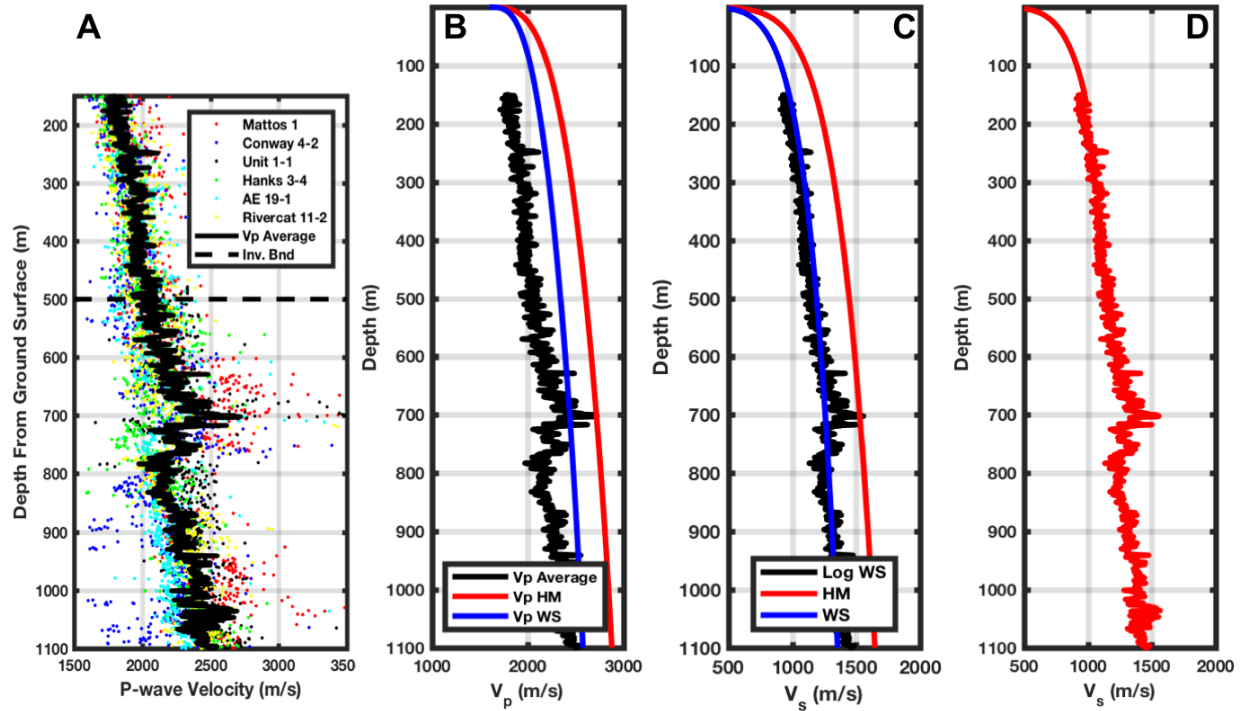 A
Mattos 1
Conway 4-2
Unit 1-1
Hanks 3-4
AE 19-1
Rivercat 11-2
Vp Average
Inv. Bnd
200
300
400
500
600
700
800
900
1000
1100
1500 2000 2500 3000 350
Depth From Ground Surface (m)
P-wave Velocity (m/s)
B
100
200
300
400
500
600
700
800
900
1000
1100
Vp Average
Vp HM
Vp WS
1000 2000 3000
Depth (m)
Vp (m/s)
C
100
200
300
400
500
600
700
800
900
1000
1100
Log WS
HM
WS
500 1000 1500 2000
Depth (m)
Vs (m/s)
D
100
200
300
400
500
600
700
800
900
1000
1100
500 1000 1500 2000
Depth (m)
Vs (m/s)